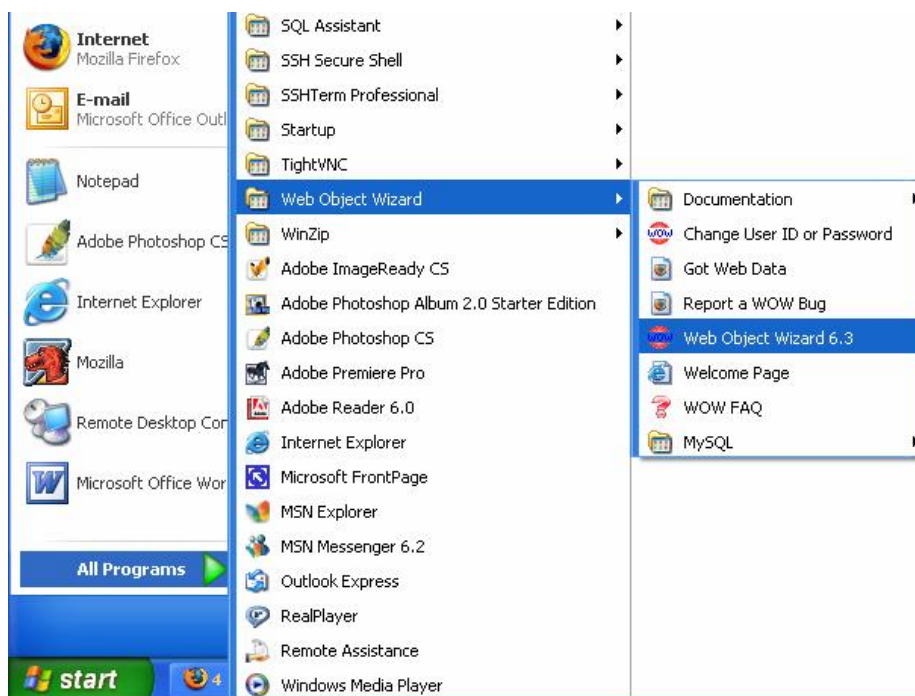 Internet
Mozilla Firefox
E-mail
Microsoft Office Outl
Notepad
Adobe Photoshop CS
Internet Explorer
Mozilla
Remote Desktop Con
Microsoft Office Wor
All Programs
start
4
SQL Assistant
SSH Secure Shell
SSHTerm Professional
Startup
TightVNC
Web Object Wizard
WinZip
Adobe ImageReady CS
Adobe Photoshop Album 2.0 Starter Edition
Adobe Photoshop CS
Adobe Premiere Pro
Adobe Reader 6.0
Internet Explorer
Microsoft FrontPage
MSN Explorer
MSN Messenger 6.2
Outlook Express
RealPlayer
Remote Assistance
Windows Media Player
Documentation
Change User ID or Password
Got Web Data
Report a WOW Bug
Web Object Wizard 6.3
Welcome Page
WOW FAQ
MySQL